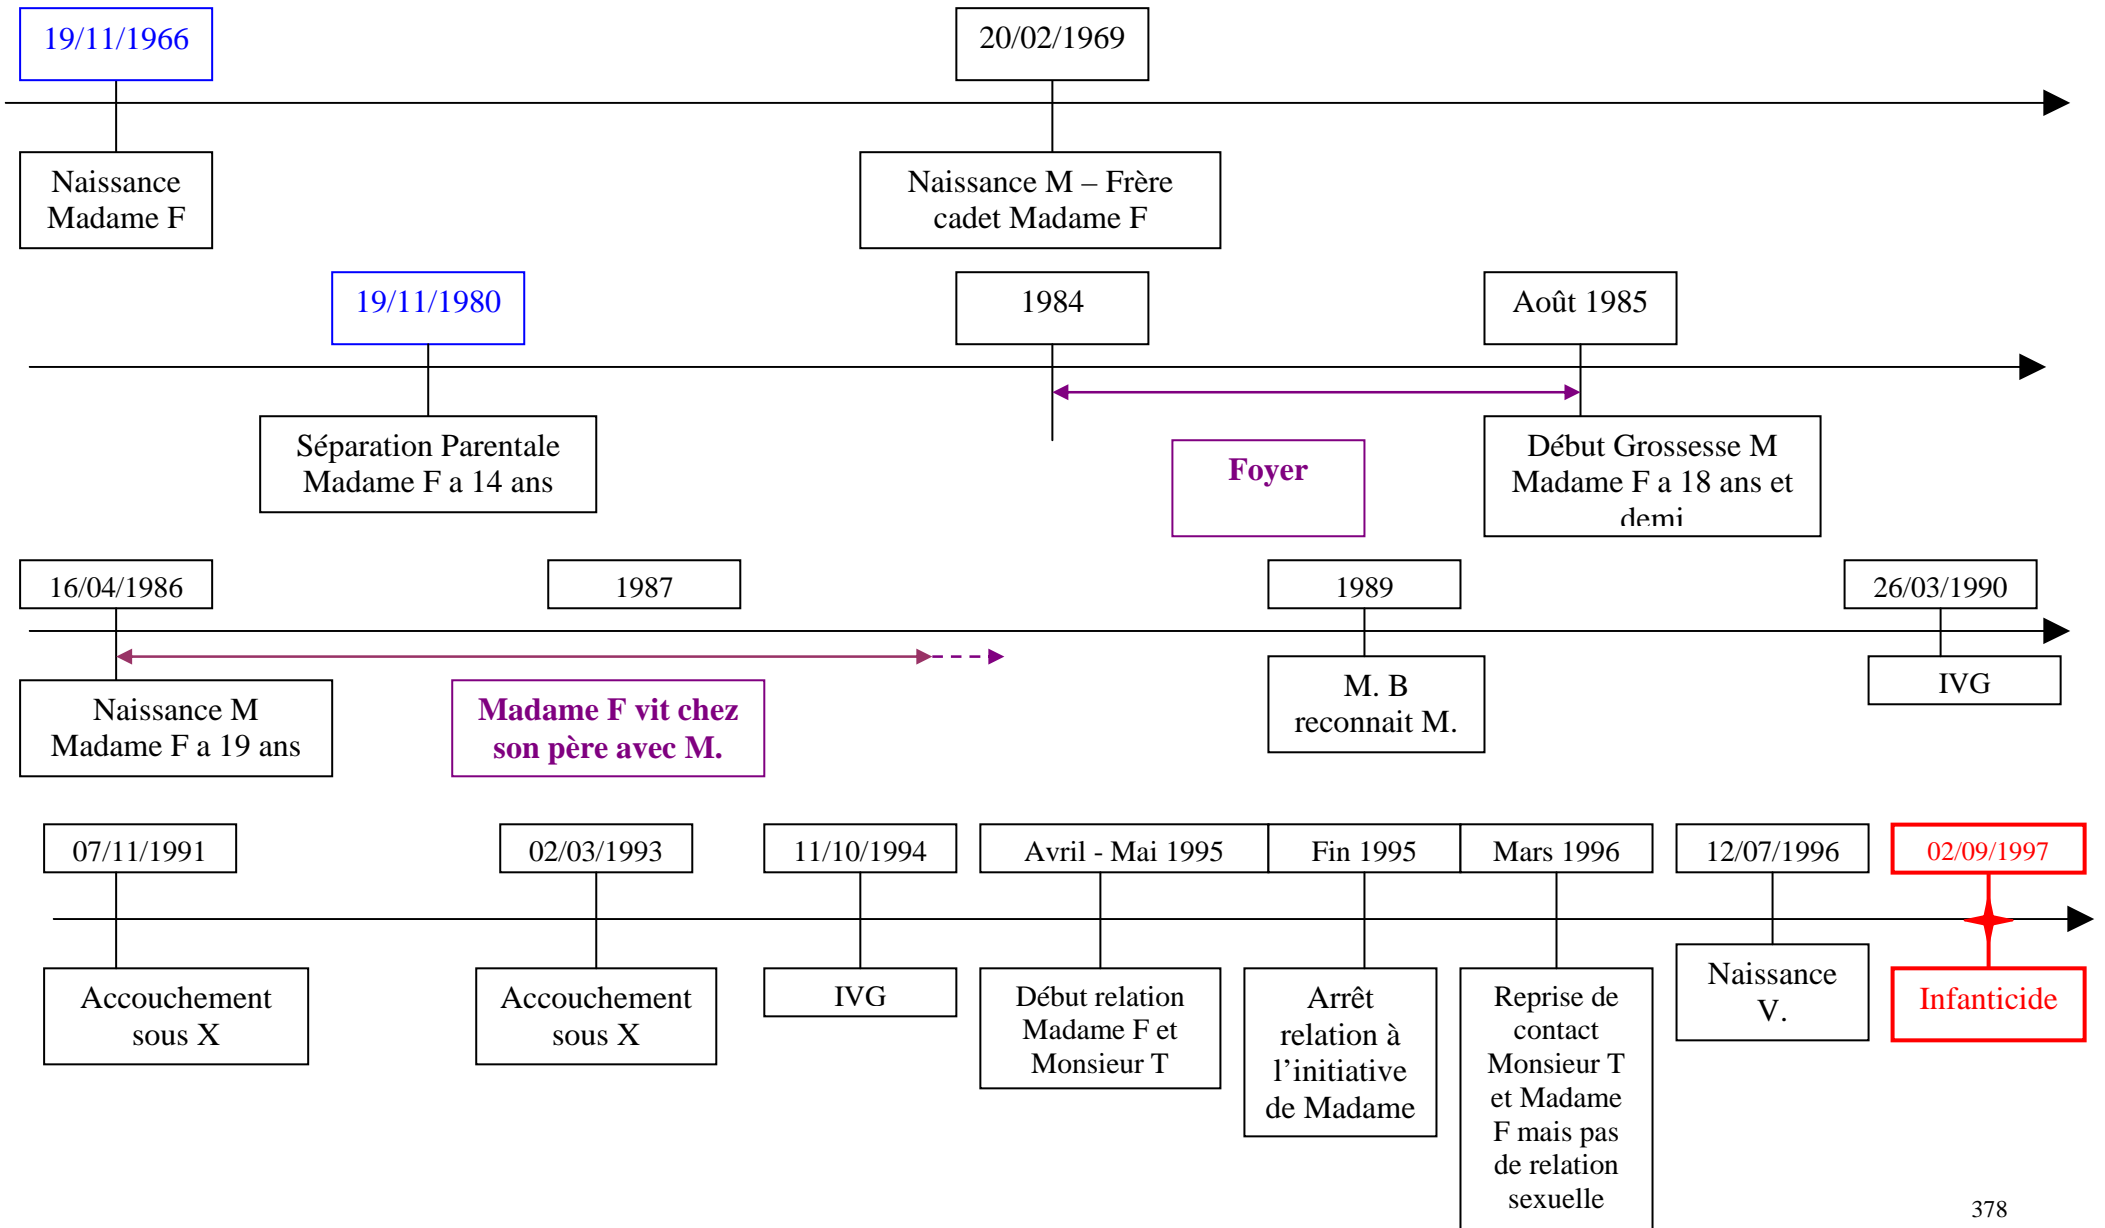 19/11/1966
20/02/1969
Naissance
Madame F
Naissance M – Frère
cadet Madame F
19/11/1980
1984
Août 1985
Séparation Parentale
Madame F a 14 ans
Foyer
Début Grossesse M
Madame F a 18 ans et
demi
16/04/1986
1987
1989
26/03/1990
Naissance M
Madame F a 19 ans
Madame F vit chez
son père avec M.
M. B
reconnait M.
IVG
07/11/1991
02/03/1993
11/10/1994
Avril - Mai 1995
Fin 1995
Mars 1996
12/07/1996
02/09/1997
Accouchement
sous X
Accouchement
sous X
IVG
Début relation
Madame F et
Monsieur T
Arrêt
relation à
l’initiative
de Madame
Reprise de
contact
Monsieur T
et Madame
F mais pas
de relation
sexuelle
Naissance
V.
Infanticide
378